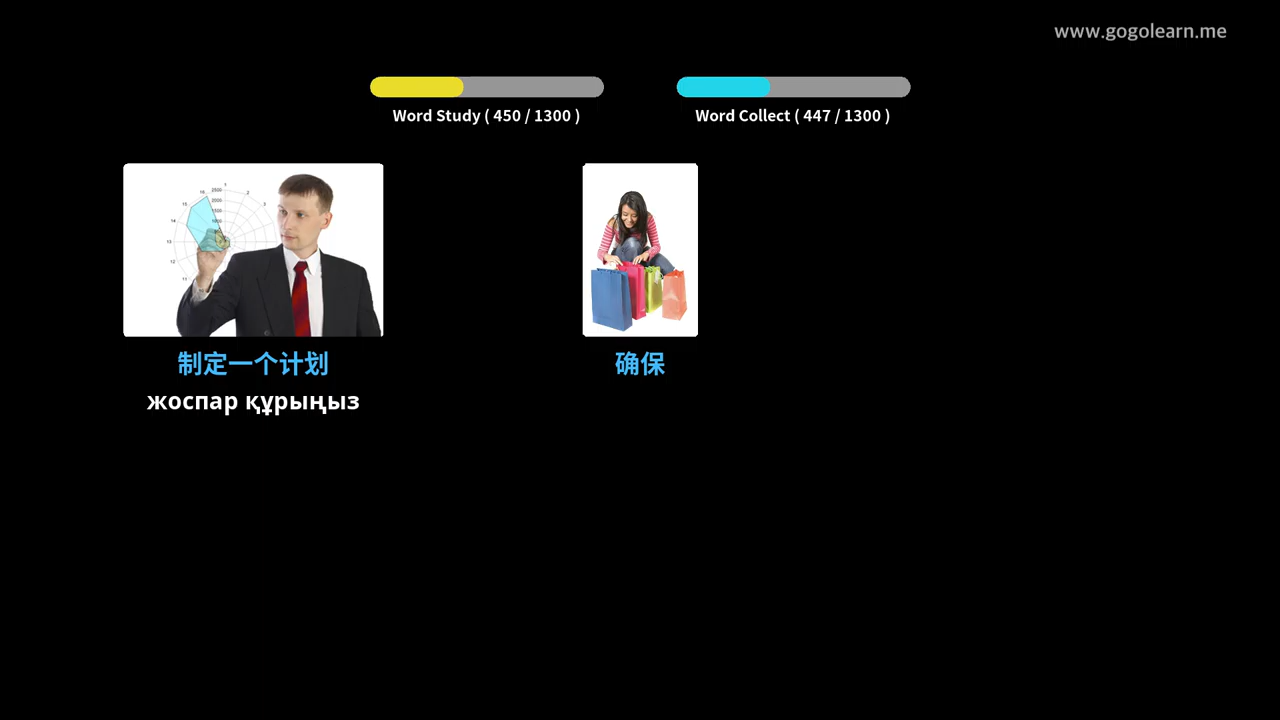 www.gogolearn.me
Word Study ( 450 / 1300 )
Word Collect ( 447 / 1300 )
制定一个计划
жоспар құрыңыз
确保